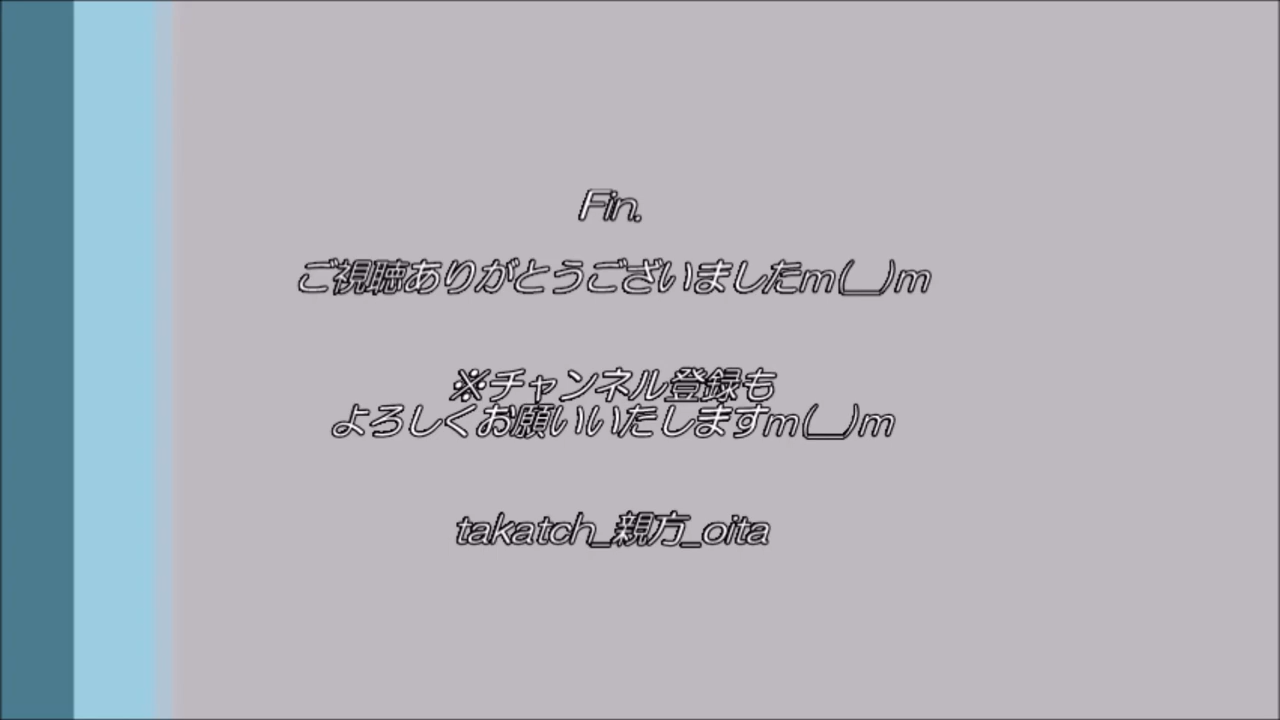 Fin.
ご視聴ありがとうございましたm(__)m
※チャンネル登録も
よろしくお願いいたしますm(__)m
takatch_親方_oita